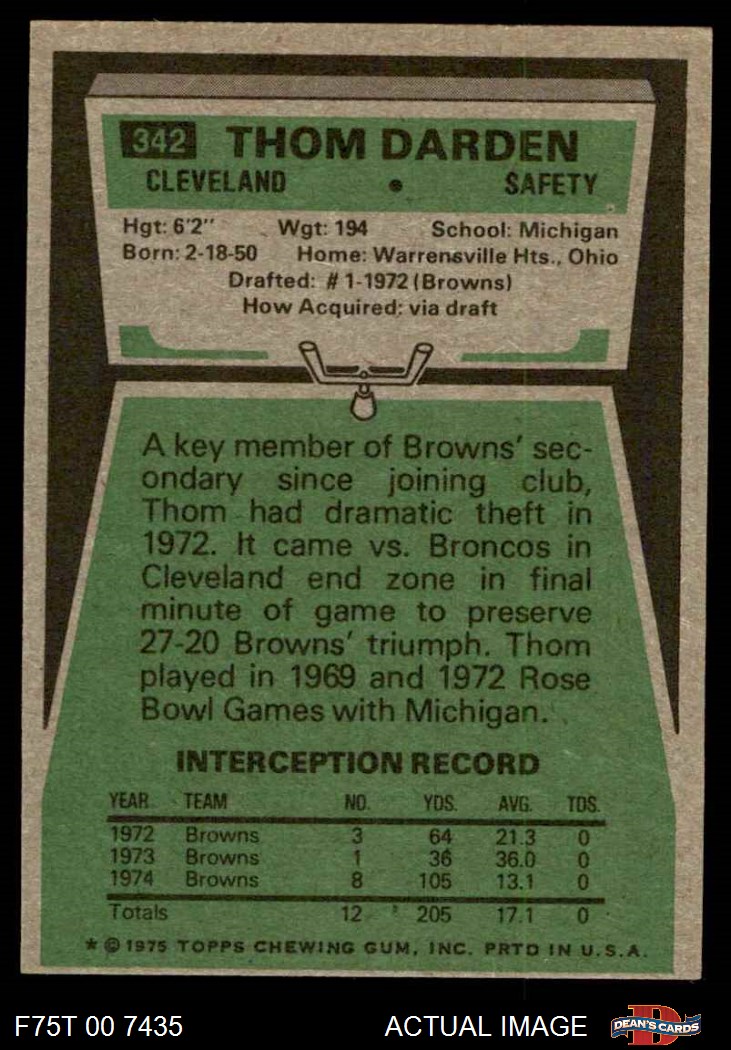 342 THOM DARDEN
CLEVELAND • SAFETY
Hgt: 6'2" Wgt: 194 School: Michigan
Born: 2-18-50 Home: Warrensville Hts., Ohio
Drafted: #1-1972 (Browns)
How Acquired: via draft
A key member of Browns' sec-
ondary since joining club,
Thom had dramatic theft in
1972. It came vs. Broncos in
Cleveland end zone in final
minute of game to preserve
27-20 Browns' triumph. Thom
played in 1969 and 1972 Rose
Bowl Games with Michigan.
INTERCEPTION RECORD
YEAR TEAM NO. YDS. AVG. TDS.
1972 Browns 3 64 21.3 0
1973 Browns 1 36 36.0 0
1974 Browns 8 105 13.1 0
Totals 12 205 17.1 0
* © 1975 TOPPS CHEWING GUM, INC. PRTD IN U.S.A.
F75T 00 7435 ACTUAL IMAGE D DEAN'S CARDS